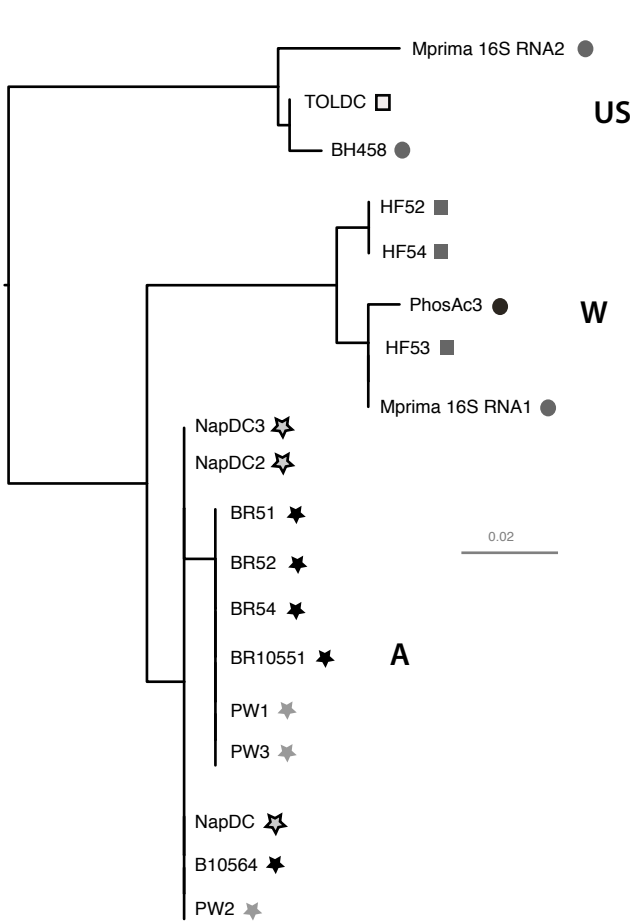 Mprima 16S RNA2
TOLDC
US
BH458
HF52
HF54
PhosAc3
W
HF53
Mprima 16S RNA1
NapDC3
NapDC2
BR51
0.02
BR52
BR54
BR10551
A
PW1
PW3
NapDC
B10564
PW2